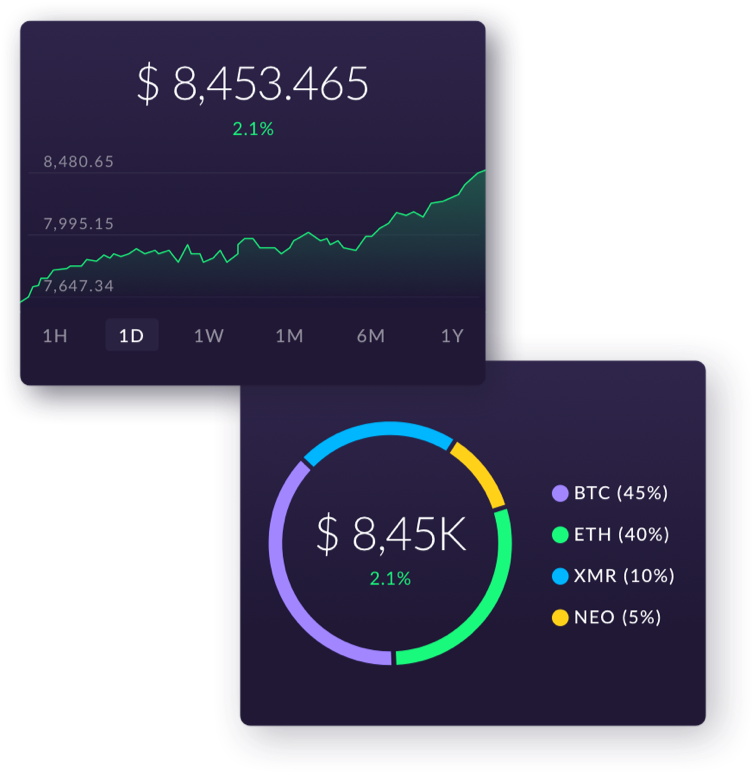 $ 8,453.465
2.1%
8,480.65
7,995.15
7,647.34
1H 1D 1W 1M 6M 1Y
$ 8,45K
2.1%
BTC (45%)
ETH (40%)
XMR (10%)
NEO (5%)